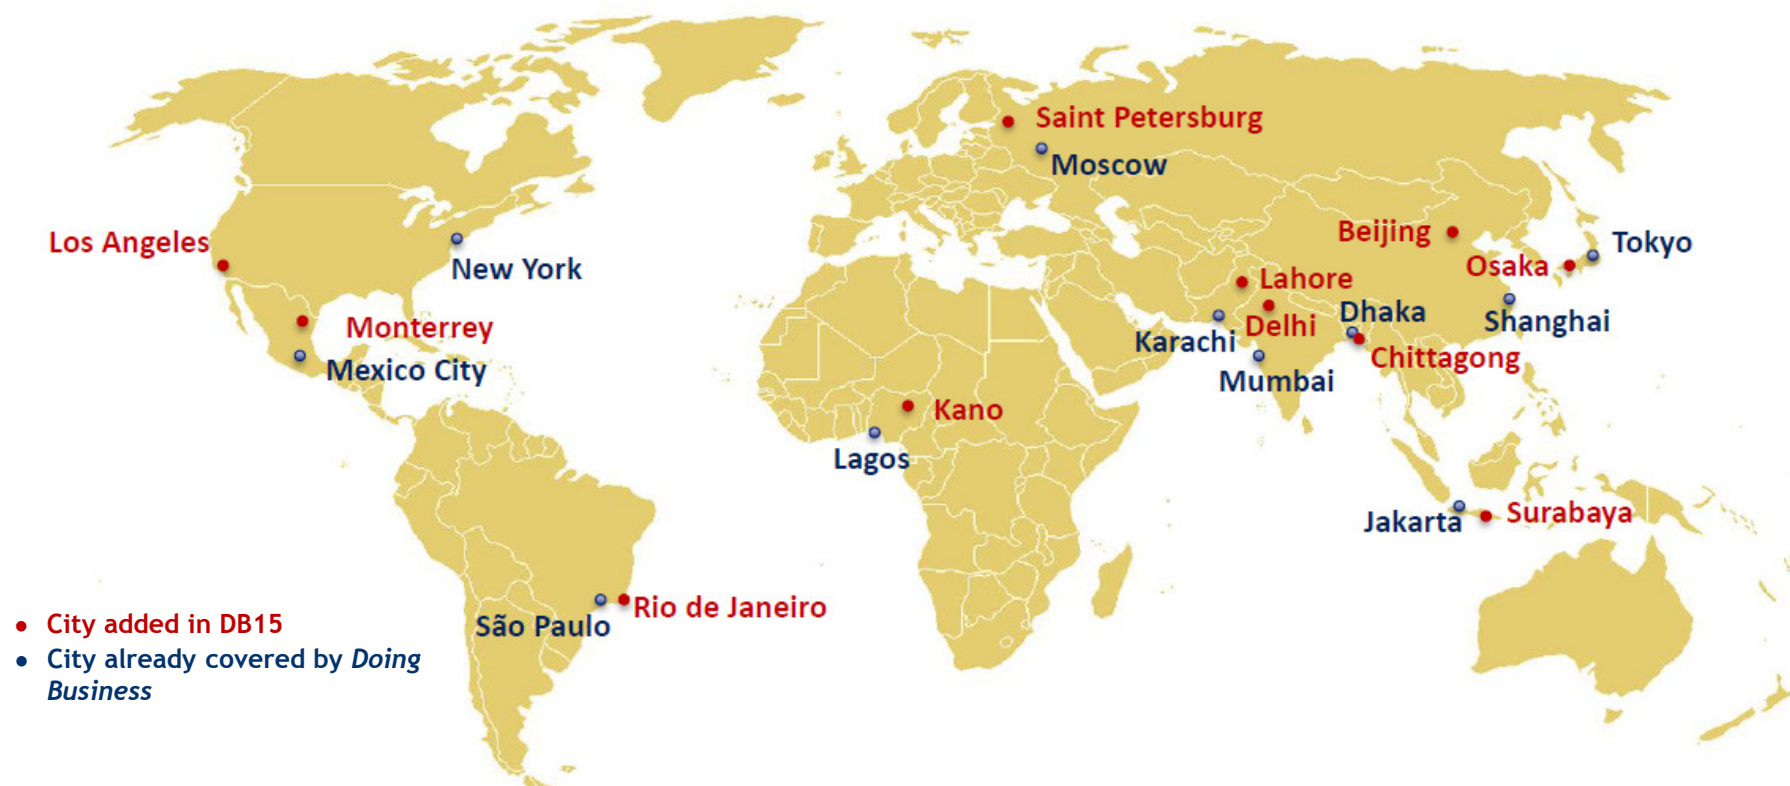 Saint Petersburg
Moscow
Los Angeles
New York
Beijing
Tokyo
Osaka
Lahore
Dhaka
Shanghai
Monterrey
Delhi
Karachi
Chittagong
Mexico City
Mumbai
Kano
Lagos
Surabaya
Jakarta
Rio de Janeiro
São Paulo
City added in DB15
City already covered by Doing
Business